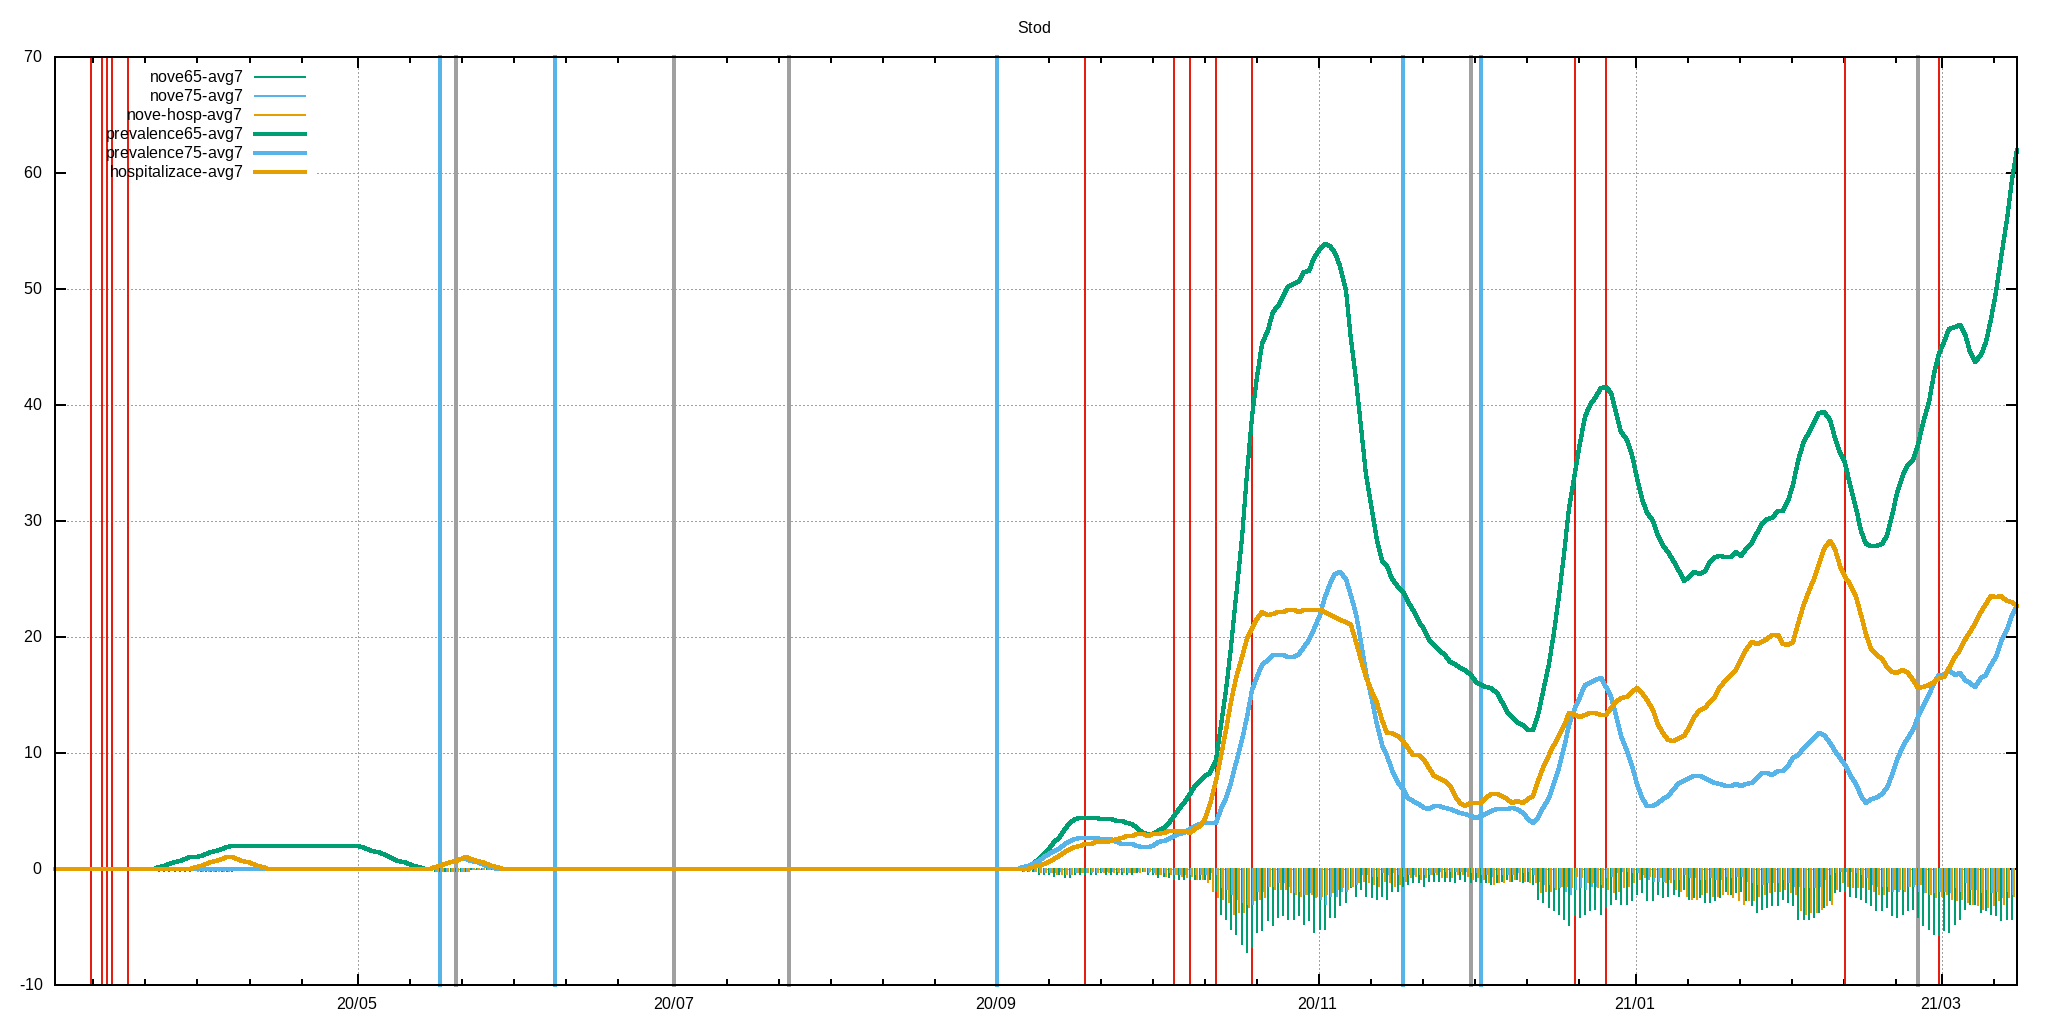 Stod
70
nove65-avg7
nove75-avg7
nove-hosp-avg7
prevalence65-avg7
prevalence75-avg7
hospitalizace-avg7
60
50
40
30
20
10
0
-10
20/05 20/07 20/09 20/11 21/01 21/03